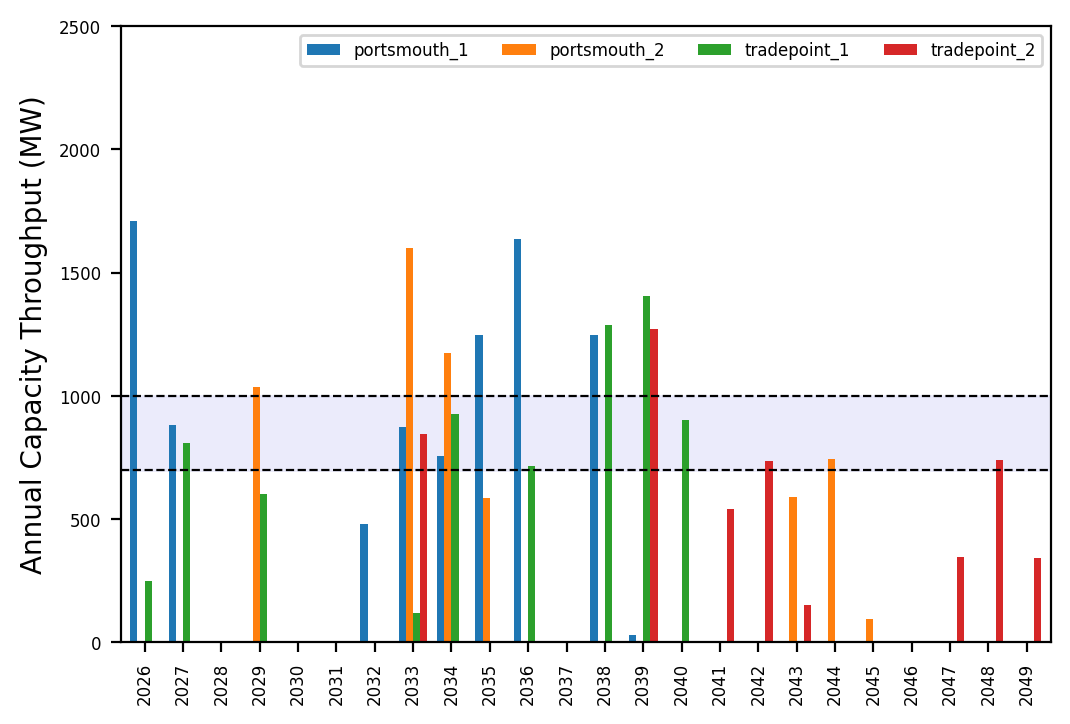 Annual Capacity Throughput (MW)
2500
2000
1500
1000
500
0
portsmouth_1 portsmouth_2 tradepoint_1 tradepoint_2
2026 2027 2028 2029 2030 2031 2032 2033 2034 2035 2036 2037 2038 2039 2040 2041 2042 2043 2044 2045 2046 2047 2048 2049